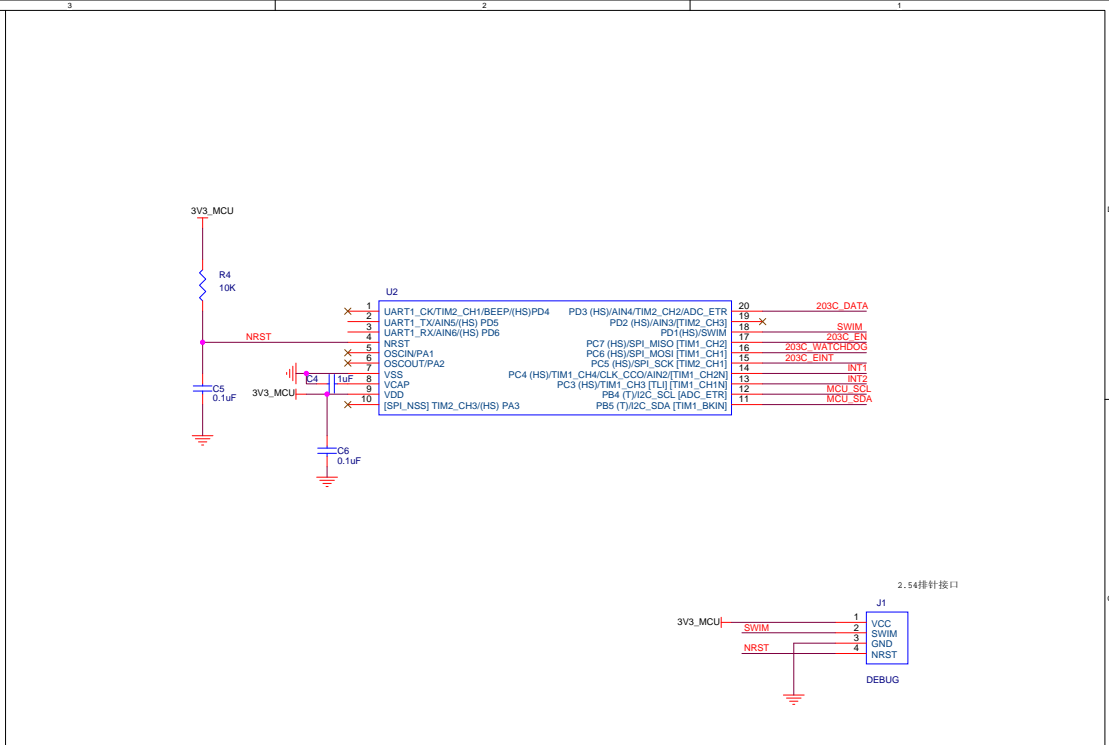 3 2 1
3V3_MCU
R4
10K
NRST
C5
0.1uF
U2
1 UART1_CK/TIM2_CH1/BEEP/(HS)PD4
2 UART1_TX/AIN5/(HS) PD5
3 UART1_RX/AIN6/(HS) PD6
4 NRST
5 OSCIN/PA1
6 OSCOUT/PA2
7 VSS
8 VCAP
9 VDD
10 [SPI_NSS] TIM2_CH3/(HS) PA3
PD3 (HS)/AIN4/TIM2_CH2/ADC_ETR 20 203C_DATA
PD2 (HS)/AIN3/[TIM2_CH3] 19
PD1(HS)/SWIM 18 SWIM
PC7 (HS)/SPI_MISO [TIM1_CH2] 17 203C_EN
PC6 (HS)/SPI_MOSI [TIM1_CH1] 16 203C_WATCHDOG
PC5 (HS)/SPI_SCK [TIM2_CH1] 15 203C_EINT
PC4 (HS)/TIM1_CH4/CLK_CCO/AIN2/[TIM1_CH2N] 14 INT1
PC3 (HS)/TIM1_CH3 [TLI] [TIM1_CH1N] 13 INT2
PB4 (T)/I2C_SCL [ADC_ETR] 12 MCU_SCL
PB5 (T)/I2C_SDA [TIM1_BKIN] 11 MCU_SDA
C4 1uF
3V3_MCU
C6
0.1uF
2.54排针接口
J1
3V3_MCU 1 VCC
SWIM 2 SWIM
3 GND
NRST 4 NRST
DEBUG